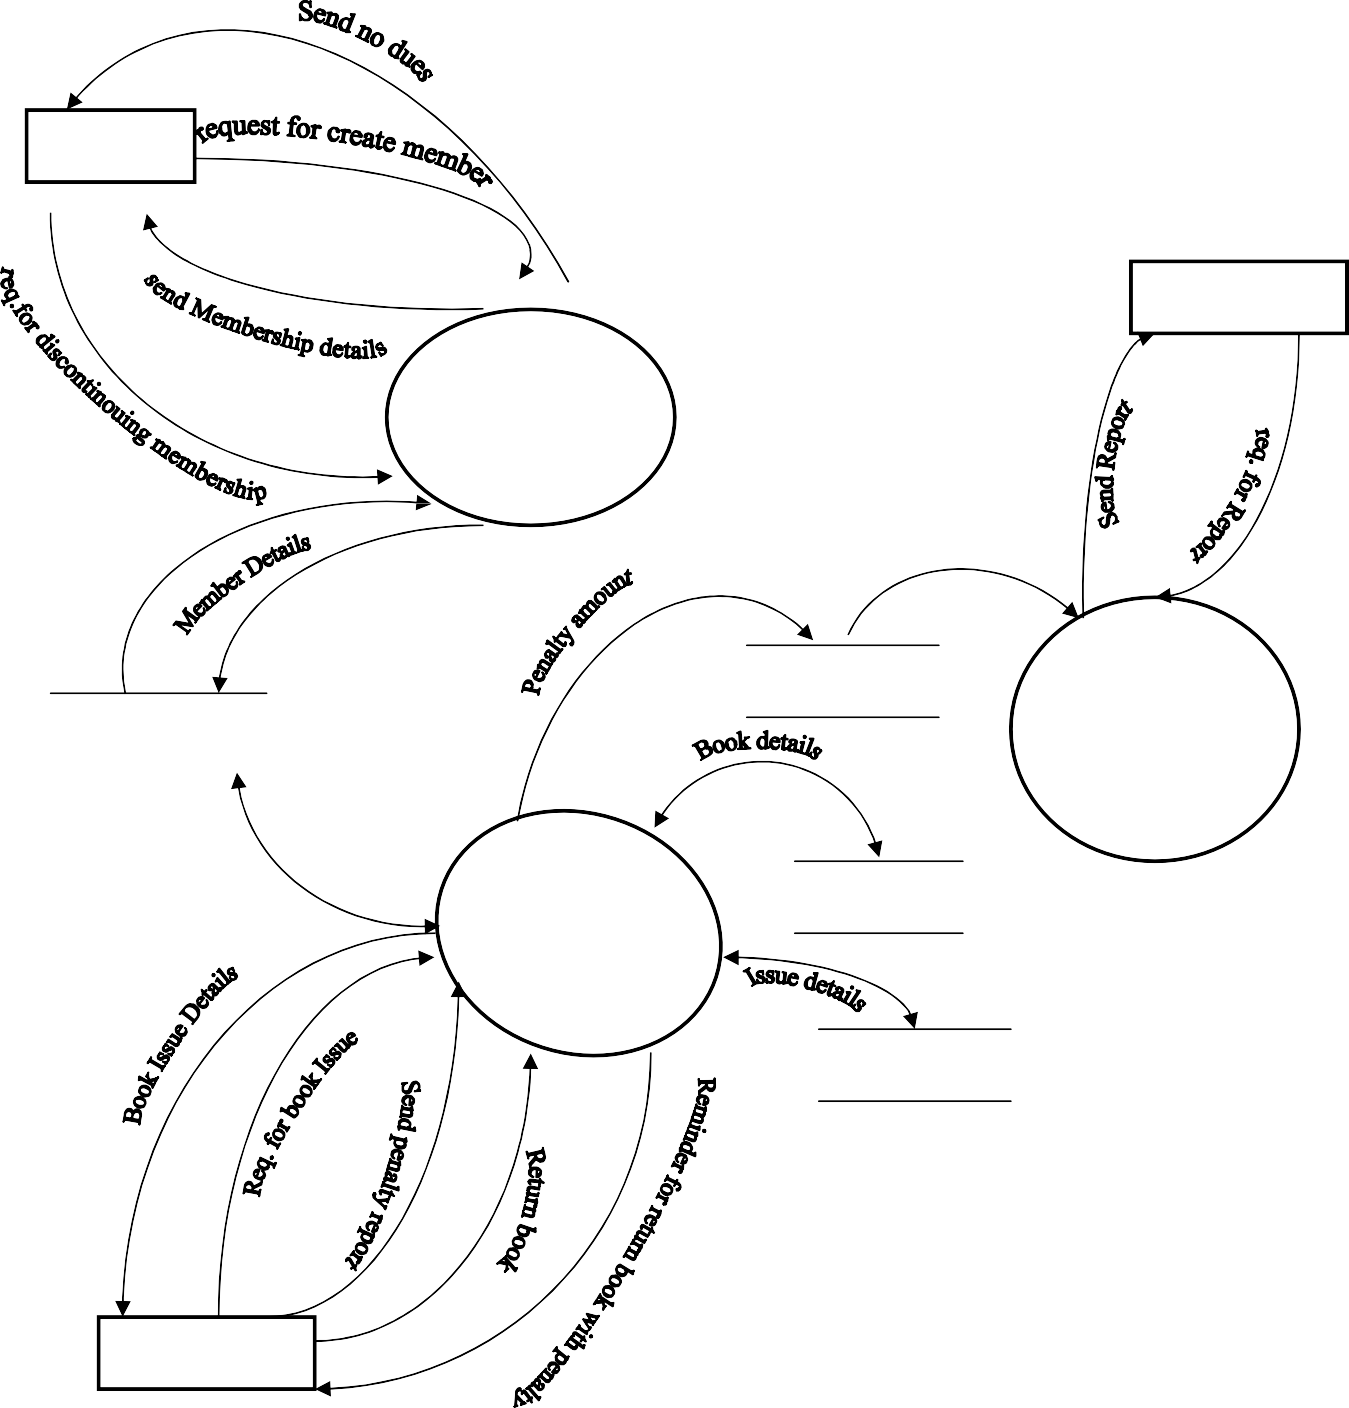 Send no dues
request for create member
send Membership details
req.for discontinouing membership
Member Details
Send Report
req. for Report
Penalty amount
Book details
Issue details
Book Issue Details
Req. for book Issue
Send penalty report
Return book
Reminder for return book with penalty